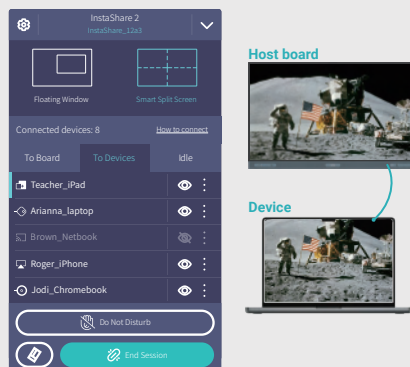 InstaShare 2
InstaShare_12a3
Floating Window
Smart Split Screen
Connected devices: 8
How to connect
To Board
To Devices
Idle
Teacher_iPad
Arianna_laptop
Brown_Netbook
Roger_iPhone
Jodi_Chromebook
Do Not Disturb
End Session
Host board
Device